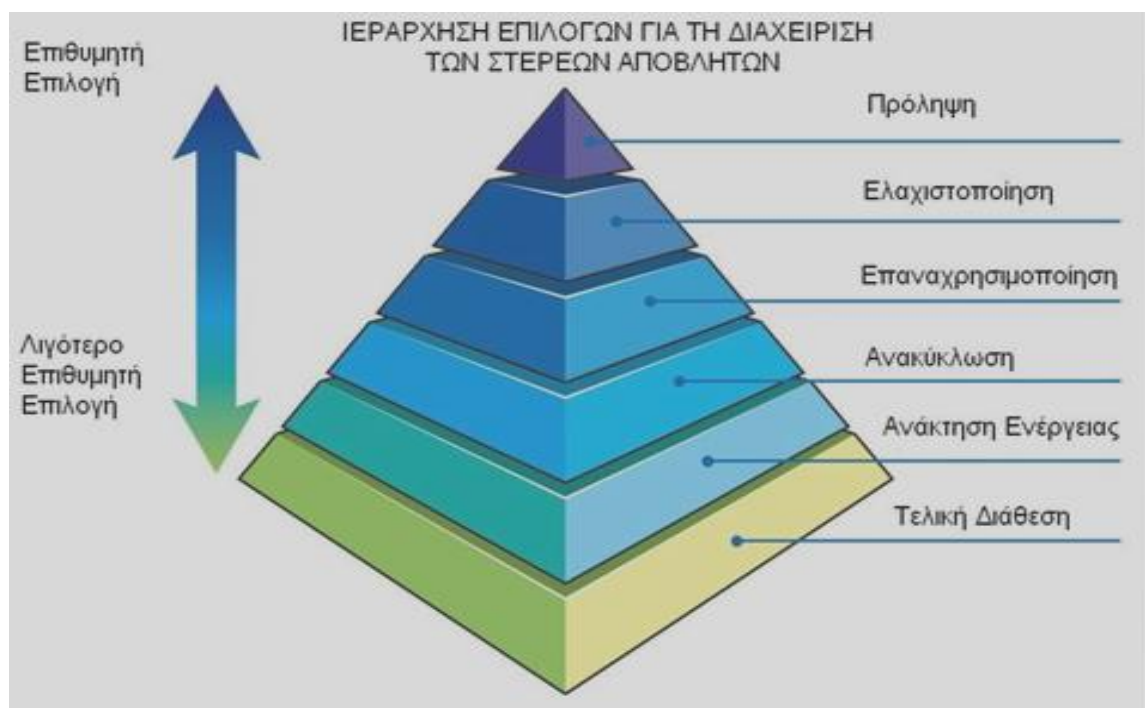 ΙΕΡΑΡΧΗΣΗ ΕΠΙΛΟΓΩΝ ΓΙΑ ΤΗ ΔΙΑΧΕΙΡΙΣΗ
ΤΩΝ ΣΤΕΡΕΩΝ ΑΠΟΒΛΗΤΩΝ
Επιθυμητή
Επιλογή
Πρόληψη
Ελαχιστοποίηση
Επαναχρησιμοποίηση
Λιγότερο
Επιθυμητή
Επιλογή
Ανακύκλωση
Ανάκτηση Ενέργειας
Τελική Διάθεση